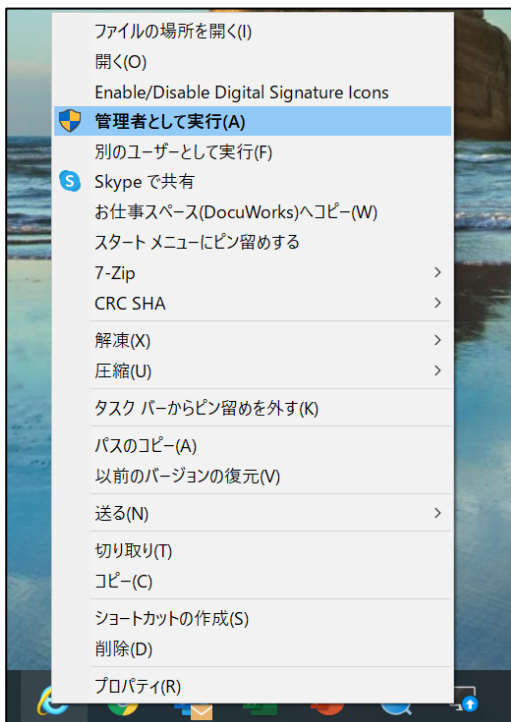 ファイルの場所を開く(I)
開く(O)
Enable/Disable Digital Signature Icons
管理者として実行(A)
別のユーザーとして実行(F)
Skype で共有
お仕事スペース(DocuWorks)へコピー(W)
スタート メニューにピン留めする
7-Zip
CRC SHA
解凍(X)
圧縮(U)
タスク バーからピン留めを外す(K)
パスのコピー(A)
以前のバージョンの復元(V)
送る(N)
切り取り(T)
コピー(C)
ショートカットの作成(S)
削除(D)
プロパティ(R)